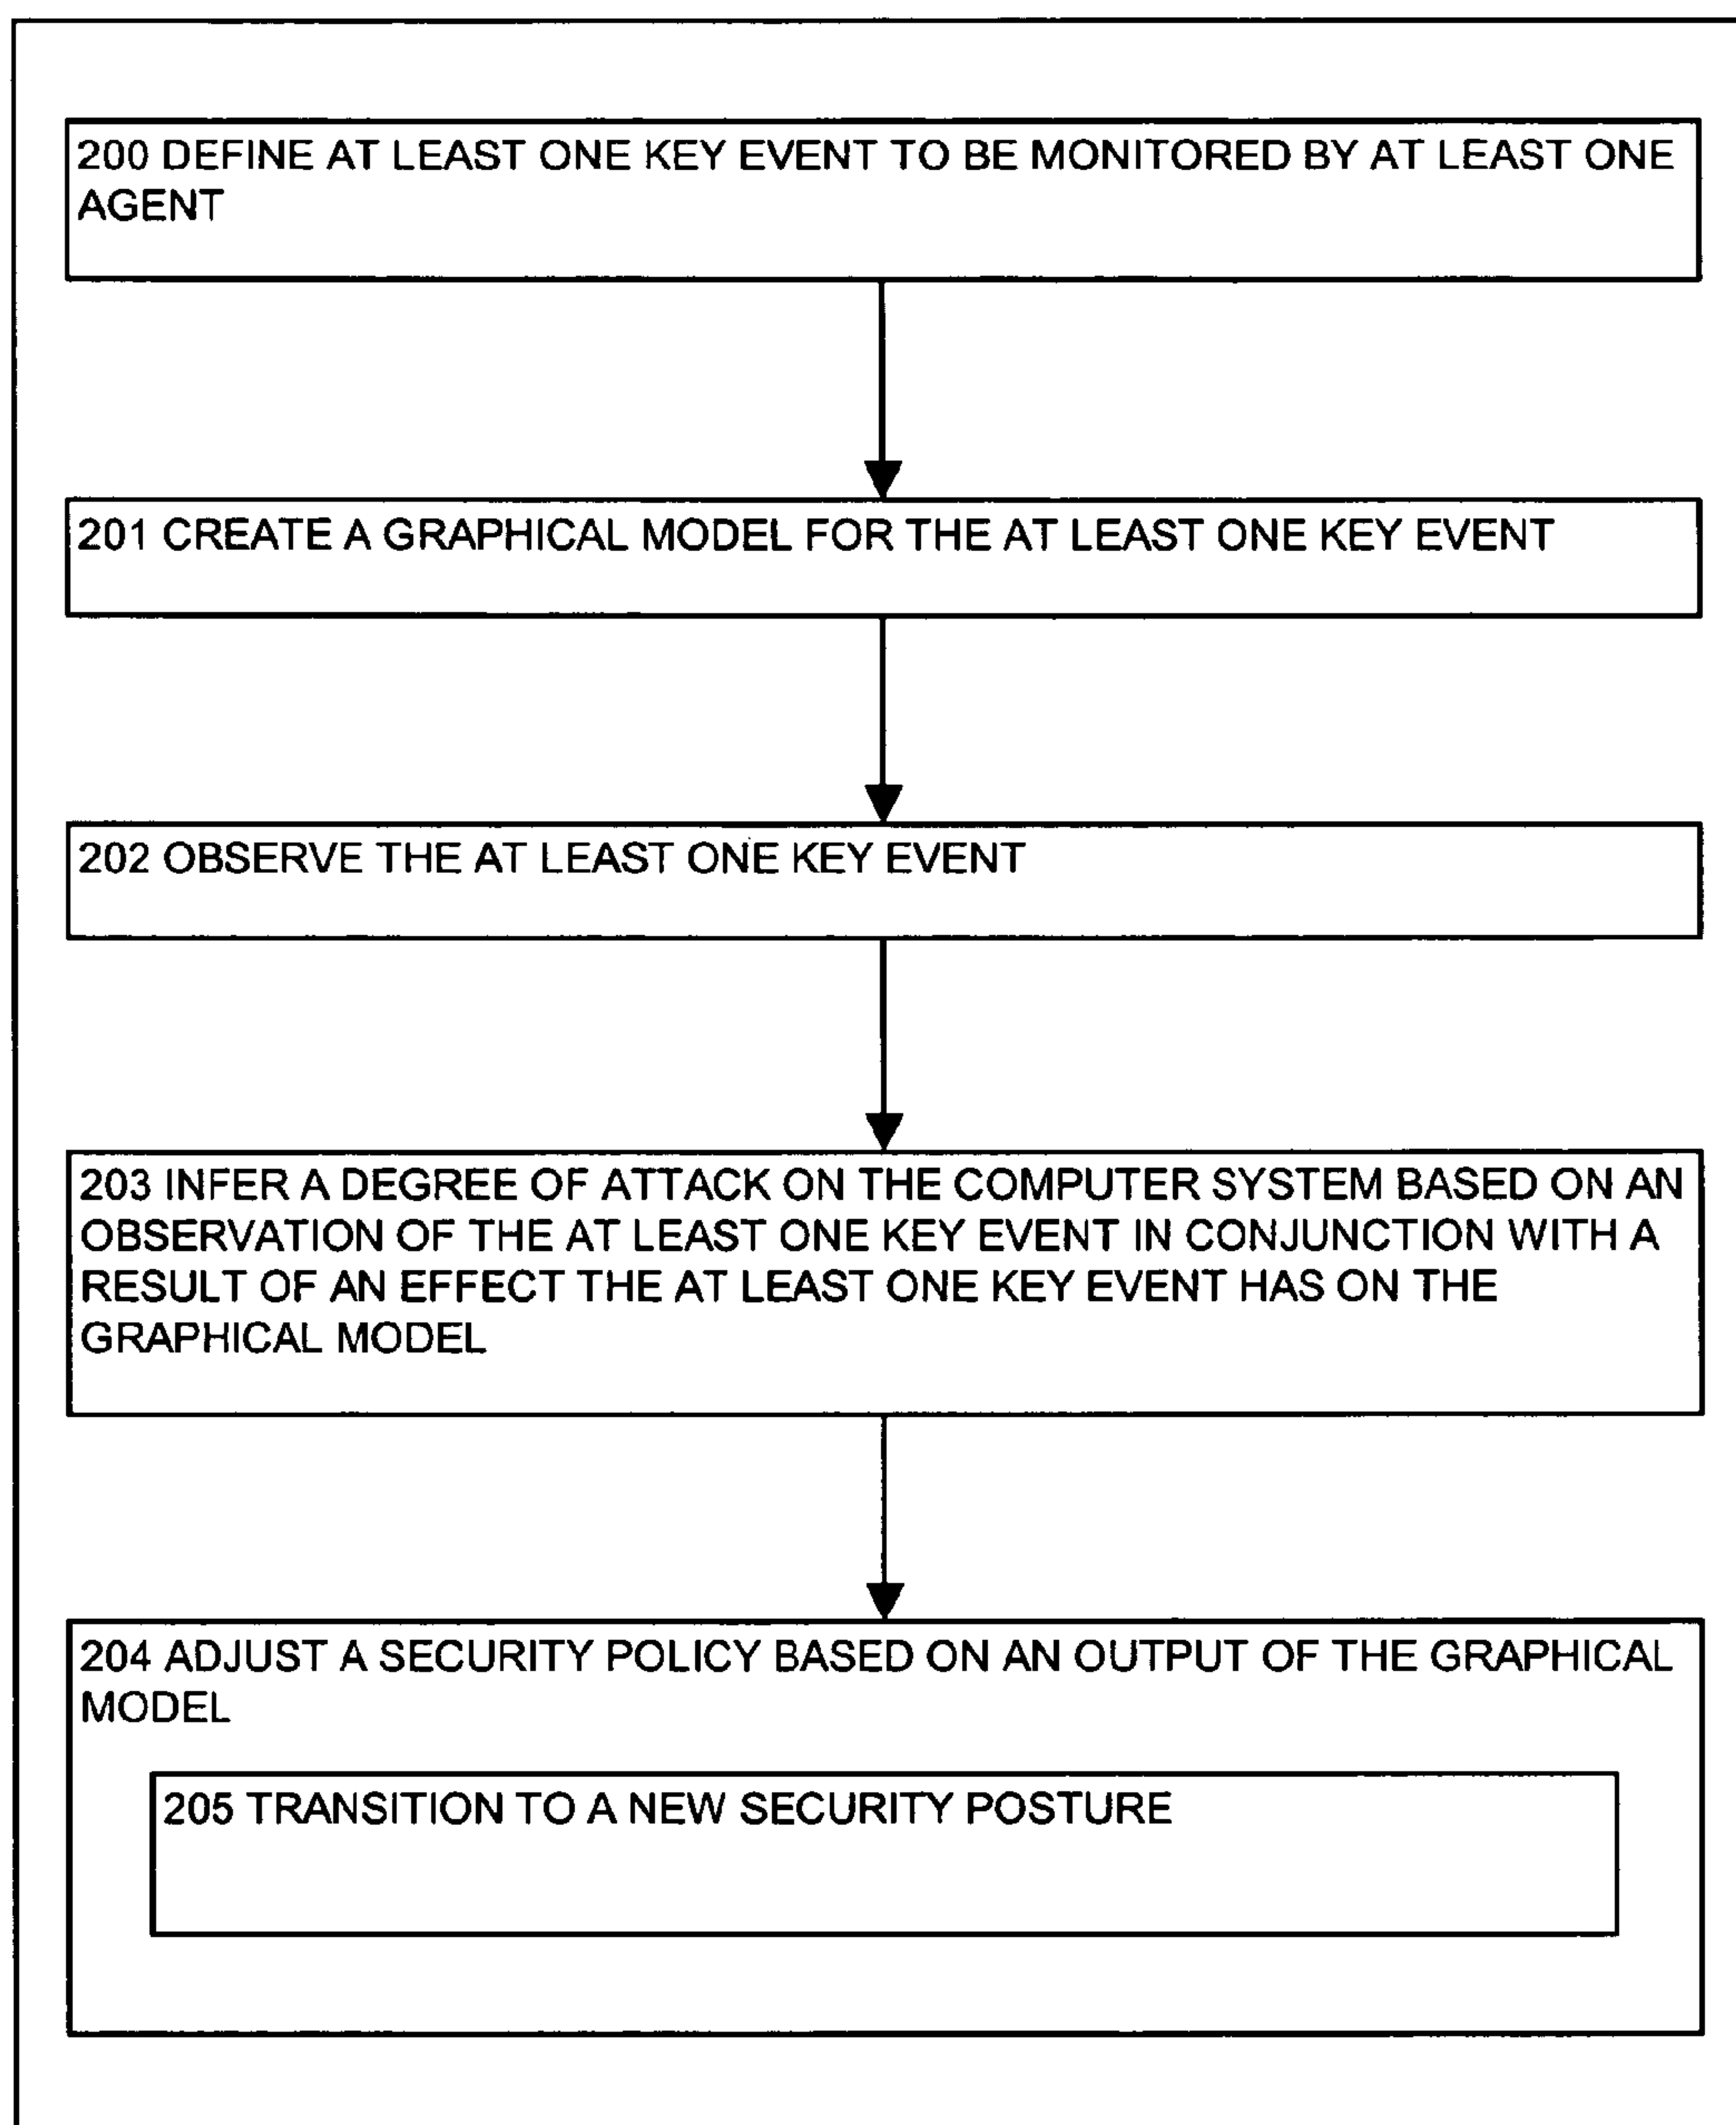 200 DEFINE AT LEAST ONE KEY EVENT TO BE MONITORED BY AT LEAST ONE
AGENT
201 CREATE A GRAPHICAL MODEL FOR THE AT LEAST ONE KEY EVENT
202 OBSERVE THE AT LEAST ONE KEY EVENT
203 INFER A DEGREE OF ATTACK ON THE COMPUTER SYSTEM BASED ON AN
OBSERVATION OF THE AT LEAST ONE KEY EVENT IN CONJUNCTION WITH A
RESULT OF AN EFFECT THE AT LEAST ONE KEY EVENT HAS ON THE
GRAPHICAL MODEL
204 ADJUST A SECURITY POLICY BASED ON AN OUTPUT OF THE GRAPHICAL
MODEL
205 TRANSITION TO A NEW SECURITY POSTURE